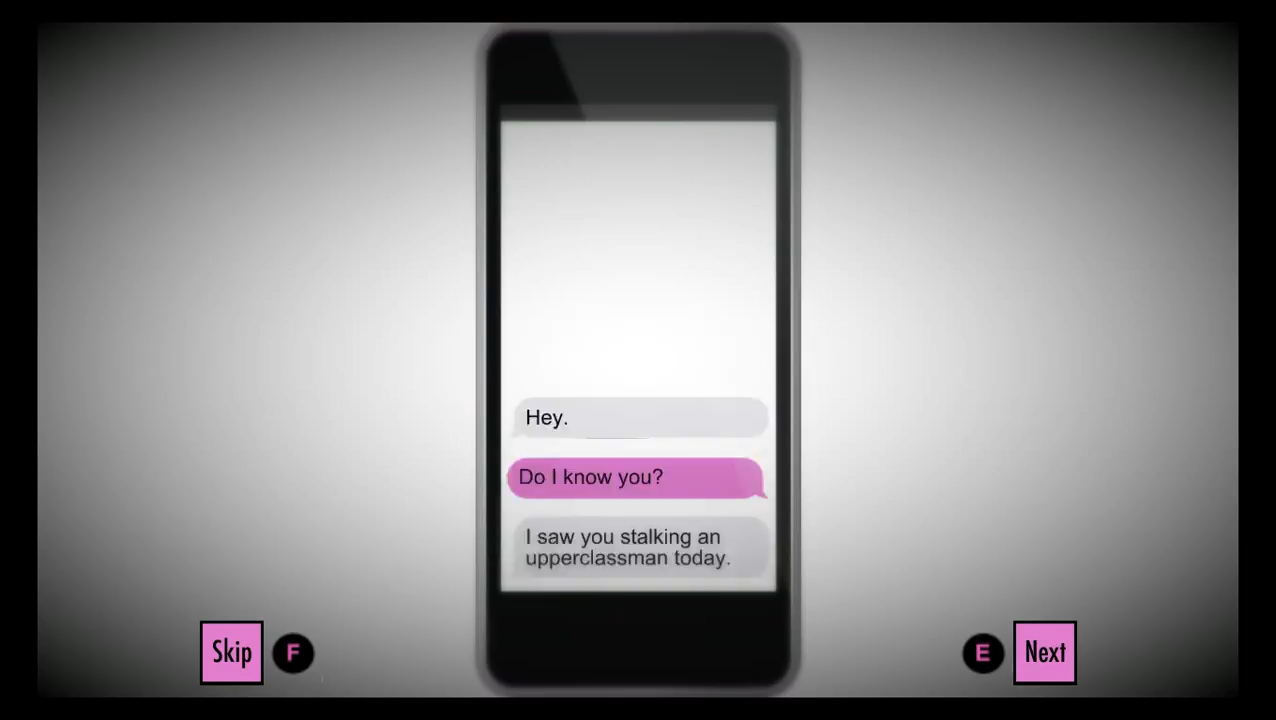 Hey.
Do I know you?
I saw you stalking an
upperclassman today.
Skip F
E Next